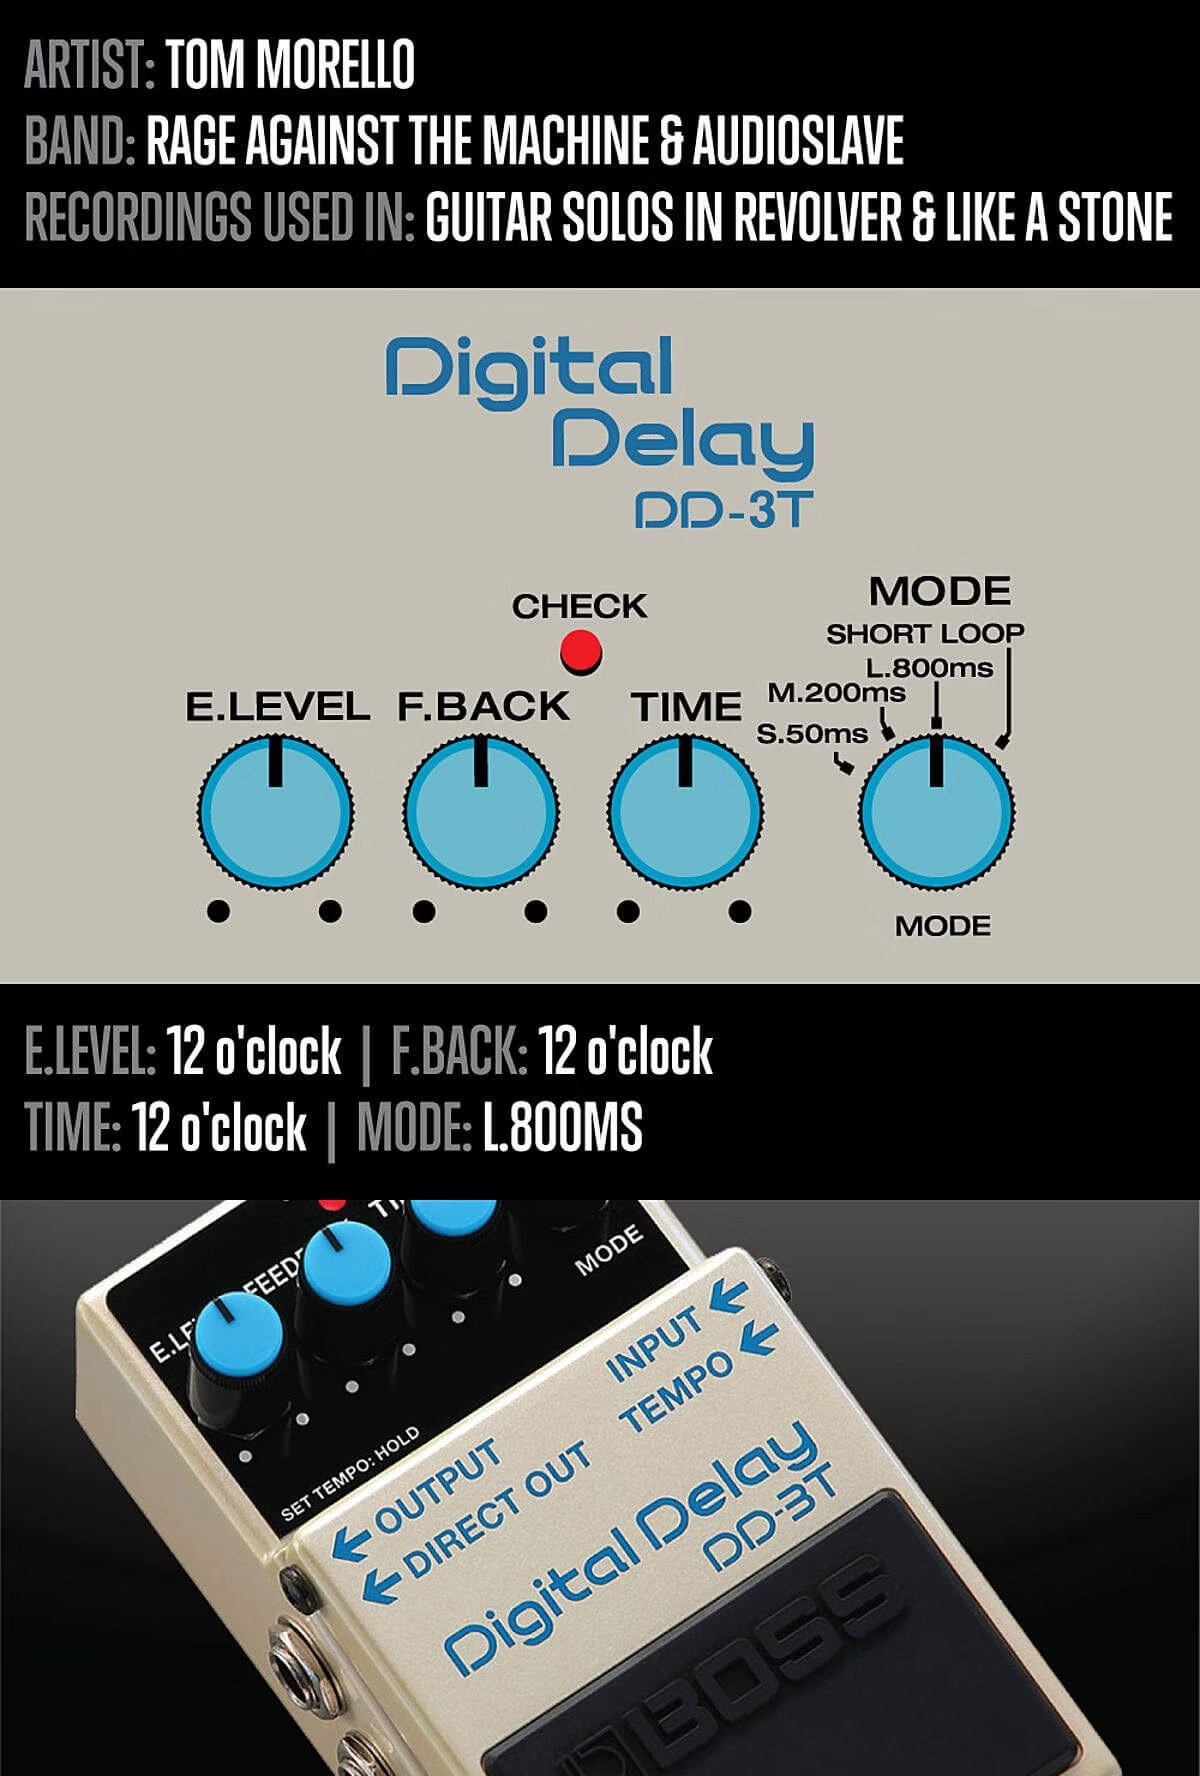 ARTIST: TOM MORELLO
BAND: RAGE AGAINST THE MACHINE & AUDIOSLAVE
RECORDINGS USED IN: GUITAR SOLOS IN REVOLVER & LIKE A STONE
Digital
Delay
DD-3T
CHECK
MODE
SHORT LOOP
L.800ms
M.200ms
S.50ms
E.LEVEL F.BACK TIME
MODE
E.LEVEL: 12 o'clock | F.BACK: 12 o'clock
TIME: 12 o'clock | MODE: L.800MS
MODE
INPUT
TEMPO
SET TEMPO: HOLD
OUTPUT
DIRECT OUT
Digital Delay
DD-3T
BOSS